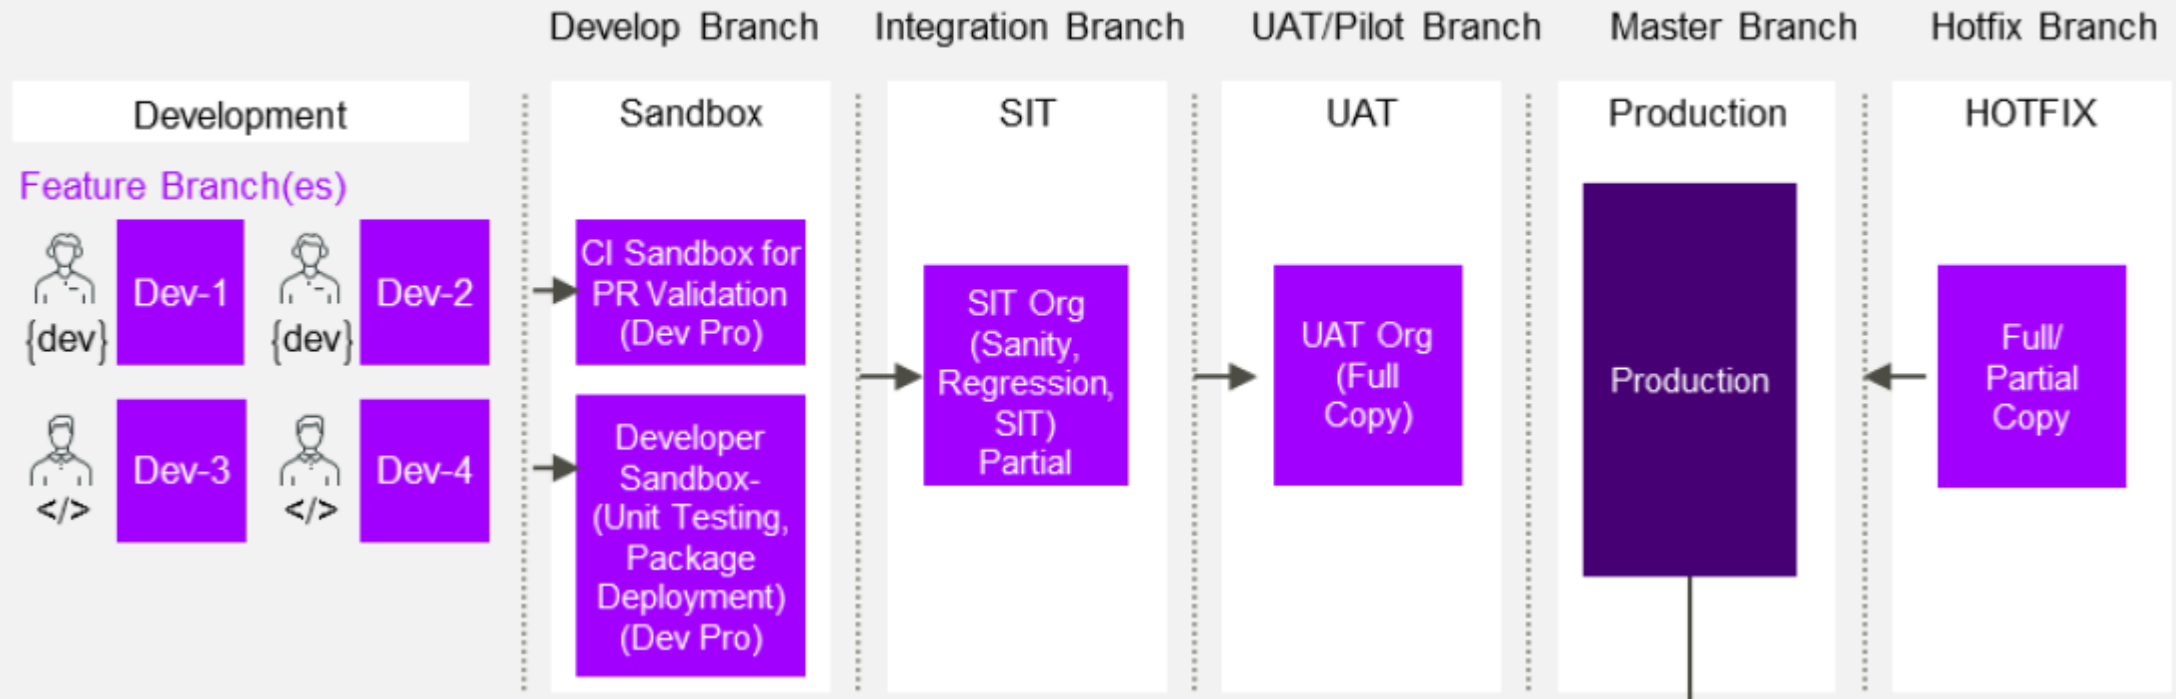 Develop Branch
Integration Branch
UAT/Pilot Branch
Master Branch
Hotfix Branch
Development
Sandbox
SIT
UAT
Production
HOTFIX
Feature Branch(es)
{dev}
Dev-1
{dev}
Dev-2
</>
Dev-3
</>
Dev-4
CI Sandbox for
PR Validation
(Dev Pro)
Developer
Sandbox-
(Unit Testing,
Package
Deployment)
(Dev Pro)
SIT Org
(Sanity,
Regression,
SIT)
Partial
UAT Org
(Full
Copy)
Production
Full/
Partial
Copy